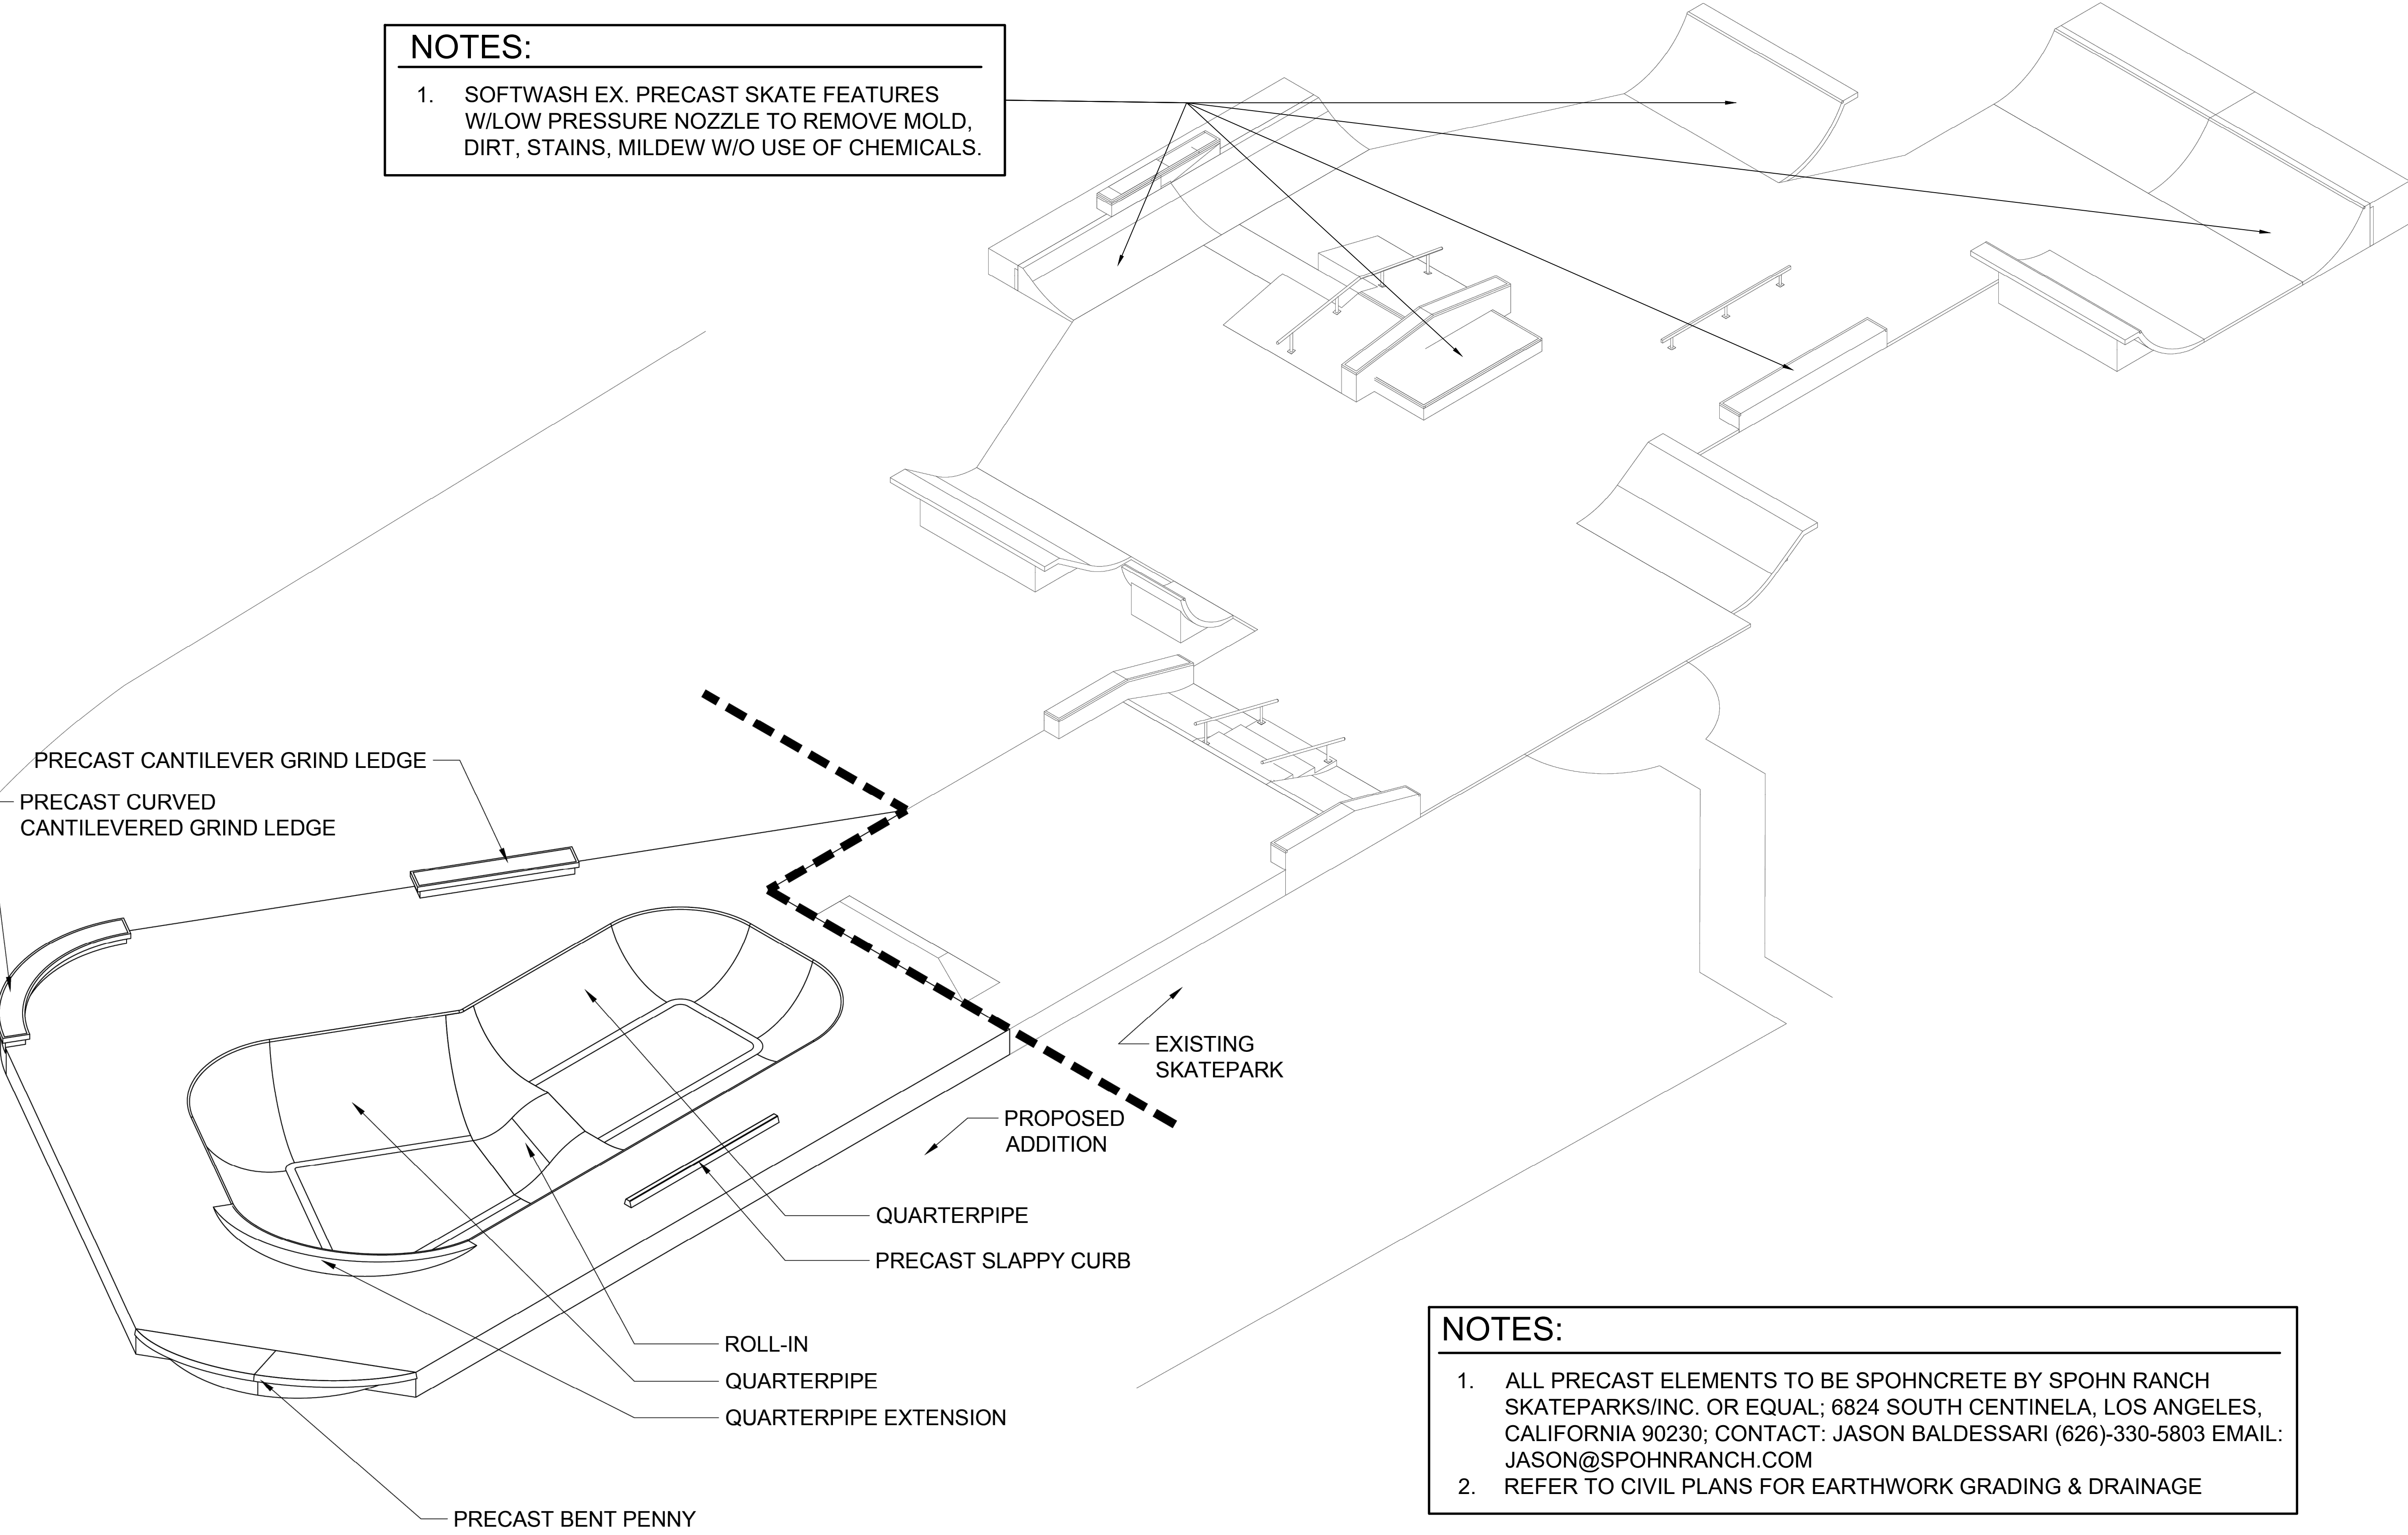 NOTES:
1. SOFTWASH EX. PRECAST SKATE FEATURES
W/LOW PRESSURE NOZZLE TO REMOVE MOLD,
DIRT, STAINS, MILDEW W/O USE OF CHEMICALS.
PRECAST CANTILEVER GRIND LEDGE
PRECAST CURVED
CANTILEVERED GRIND LEDGE
EXISTING
SKATEPARK
PROPOSED
ADDITION
QUARTERPIPE
PRECAST SLAPPY CURB
ROLL-IN
QUARTERPIPE
QUARTERPIPE EXTENSION
PRECAST BENT PENNY
NOTES:
1. ALL PRECAST ELEMENTS TO BE SPOHNCRETE BY SPOHN RANCH
SKATEPARKS/INC. OR EQUAL; 6824 SOUTH CENTINELA, LOS ANGELES,
CALIFORNIA 90230; CONTACT: JASON BALDESSARI (626)-330-5803 EMAIL:
JASON@SPOHNRANCH.COM
2. REFER TO CIVIL PLANS FOR EARTHWORK GRADING & DRAINAGE